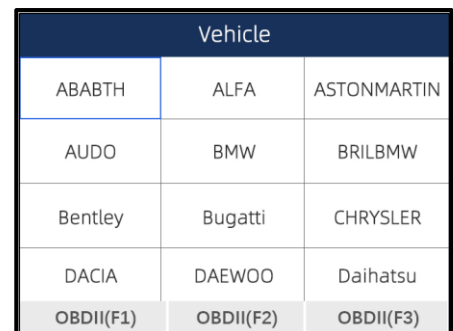 Vehicle
ABABTH ALFA ASTONMARTIN
AUDO BMW BRILBMW
Bentley Bugatti CHRYSLER
DACIA DAEWOO Daihatsu
OBDII(F1) OBDII(F2) OBDII(F3)